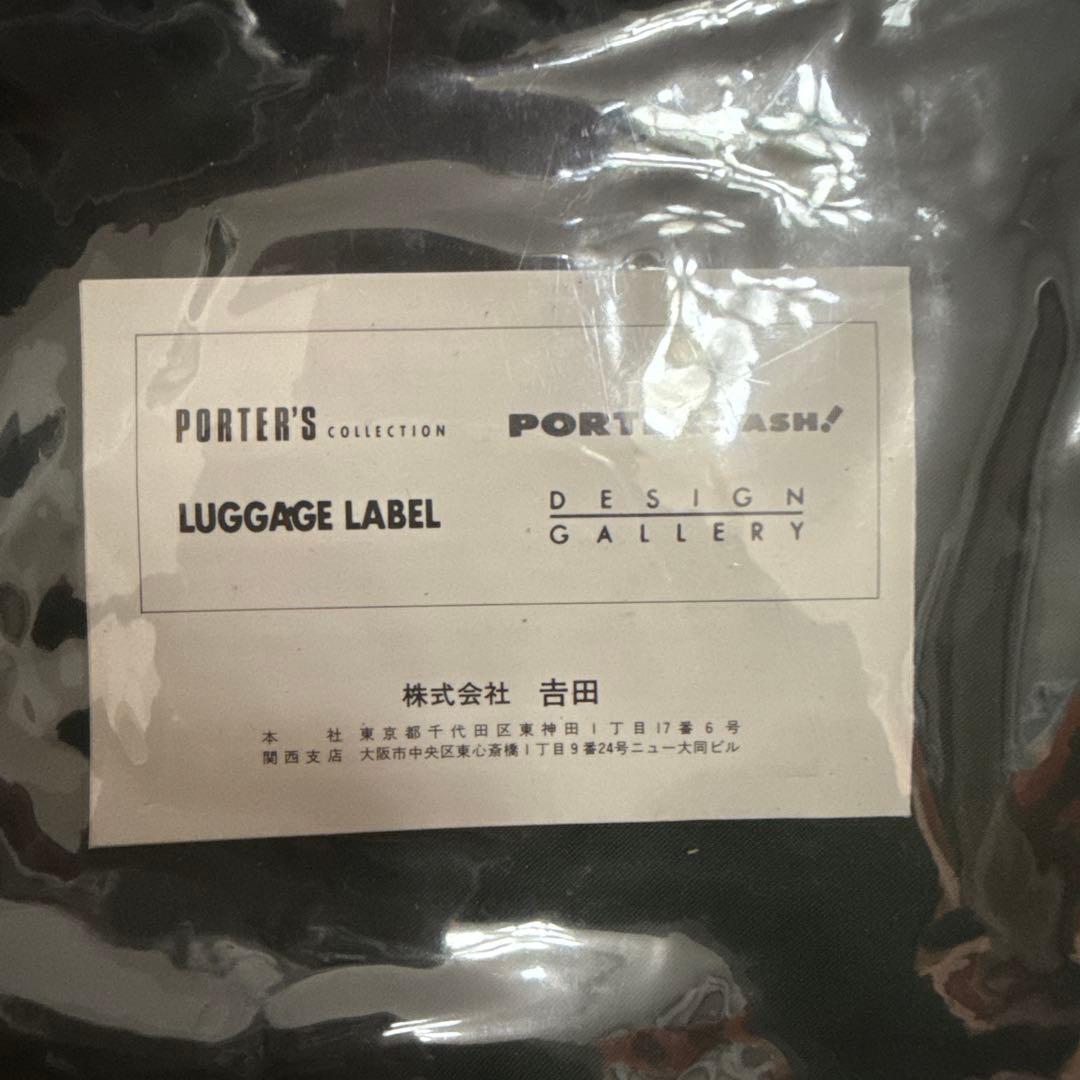 PORTER'S COLLECTION
PORT ASH!
LUGGAGE LABEL
DESIGN
GALLERY
株式会社 𠮷田
本社 東京都千代田区東神田1丁目17番6号
関西支店 大阪市中央区東心斎橋1丁目9番24号ニュー大同ビル